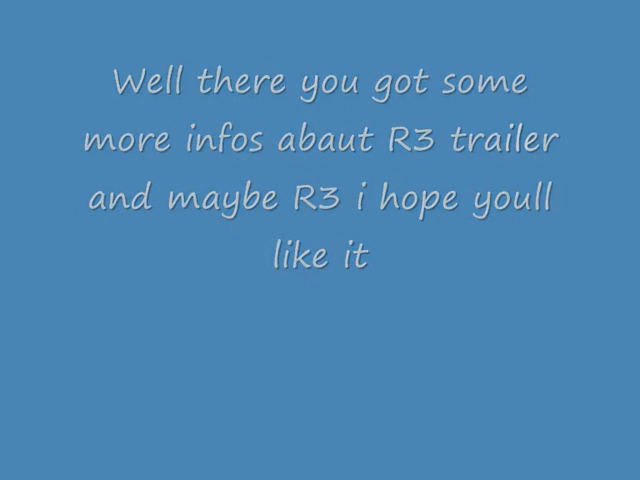 Well there you got some
more infos abaut R3 trailer
and maybe R3 i hope youll
like it